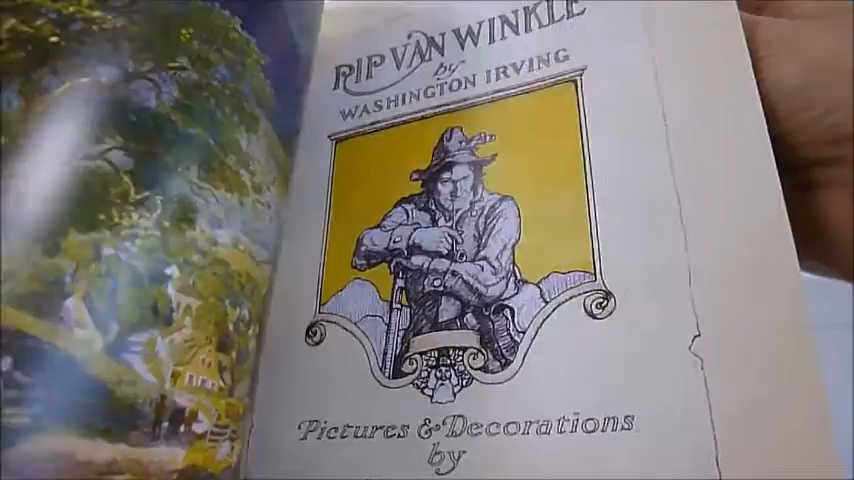 RIP VAN WINKLE
by
WASHINGTON IRVING
Pictures & Decorations
by